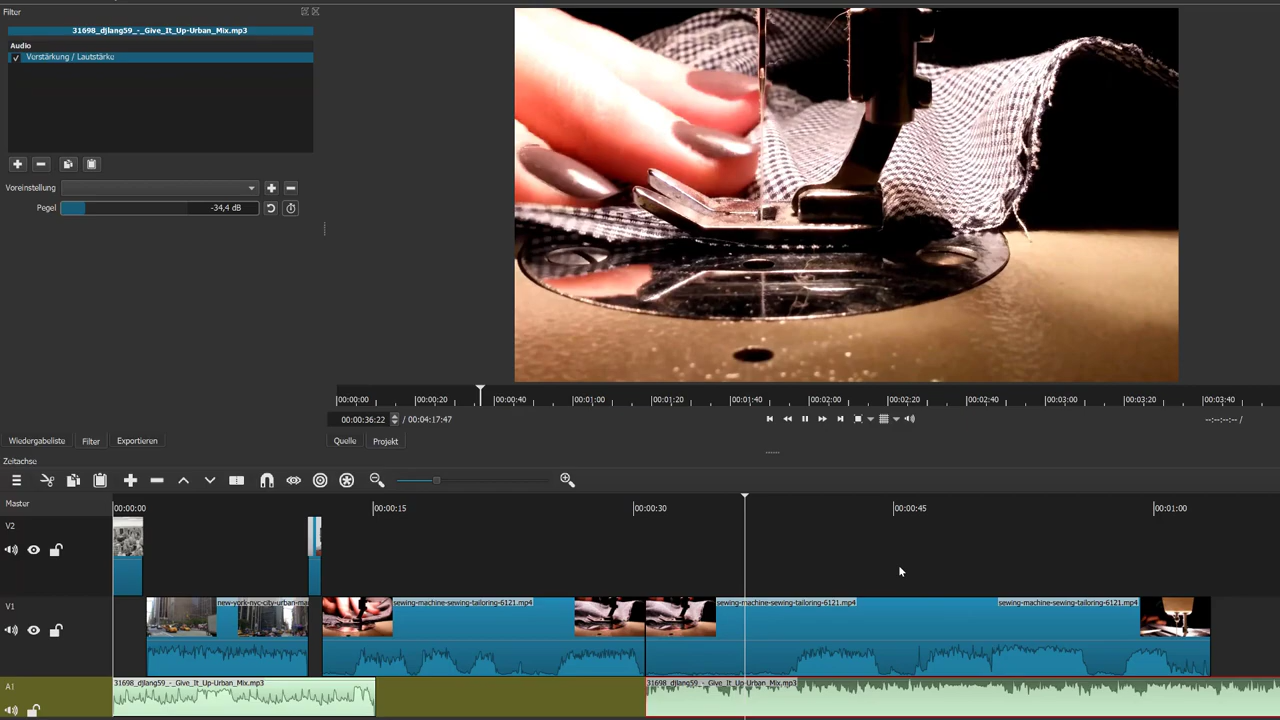 Filter
31698_djlang59_-_Give_It_Up-Urban_Mix.mp3
Audio
Verstärkung / Lautstärke
Voreinstellung
Pegel
-34,4 dB
00:00:00
00:00:20
00:00:40
00:01:00
00:01:20
00:01:40
00:02:00
00:02:20
00:02:40
00:03:00
00:03:20
00:03:40
00:00:36:22
/ 00:04:17:47
--:--:--:-- /
Wiedergabeliste
Filter
Exportieren
Quelle
Projekt
Zeitachse
Master
00:00:00
00:00:15
00:00:30
00:00:45
00:01:00
V2
V1
new-york-nyc-city-urban-ma
sewing-machine-sewing-tailoring-6121.mp4
sewing-machine-sewing-tailoring-6121.mp4
sewing-machine-sewing-tailoring-6121.mp4
A1
31698_djlang59_-_Give_It_Up-Urban_Mix.mp3
31698_djlang59_-_Give_It_Up-Urban_Mix.mp3